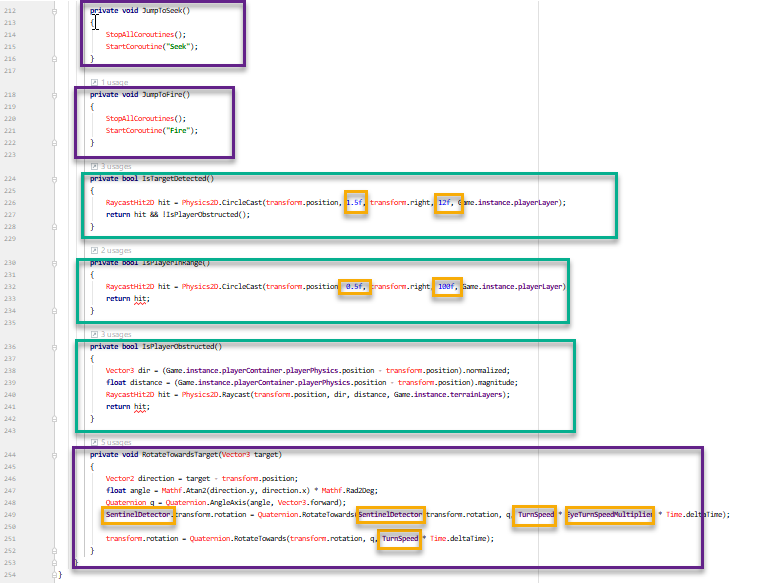 212 private void JumpToSeek()
213 {
214 StopAllCoroutines();
215 StartCoroutine("Seek");
216 }
217
1 usage
218 private void JumpToFire()
219 {
220 StopAllCoroutines();
221 StartCoroutine("Fire");
222 }
223
3 usages
224 private bool IsTargetDetected()
225 {
226 RaycastHit2D hit = Physics2D.CircleCast(transform.position, 1.5f, transform.right, 12f, Game.instance.playerLayer);
227 return hit && !IsPlayerObstructed();
228 }
229
2 usages
230 private bool IsPlayerInRange()
231 {
232 RaycastHit2D hit = Physics2D.CircleCast(transform.position 0.5f, transform.right, 100f, Game.instance.playerLayer)
233 return hit;
234 }
235
3 usages
236 private bool IsPlayerObstructed()
237 {
238 Vector3 dir = (Game.instance.playerContainer.playerPhysics.position - transform.position).normalized;
239 float distance = (Game.instance.playerContainer.playerPhysics.position - transform.position).magnitude;
240 RaycastHit2D hit = Physics2D.Raycast(transform.position, dir, distance, Game.instance.terrainLayers);
241 return hit;
242 }
243
5 usages
244 private void RotateTowardsTarget(Vector3 target)
245 {
246 Vector2 direction = target - transform.position;
247 float angle = Mathf.Atan2(direction.y, direction.x) * Mathf.Rad2Deg;
248 Quaternion q = Quaternion.AngleAxis(angle, Vector3.forward);
249 SentinelDetector.transform.rotation = Quaternion.RotateTowards(SentinelDetector.transform.rotation, q, TurnSpeed * EyeTurnSpeedMultiplier * Time.deltaTime);
250
251 transform.rotation = Quaternion.RotateTowards(transform.rotation, q, TurnSpeed * Time.deltaTime);
252 }
253 }
254 }